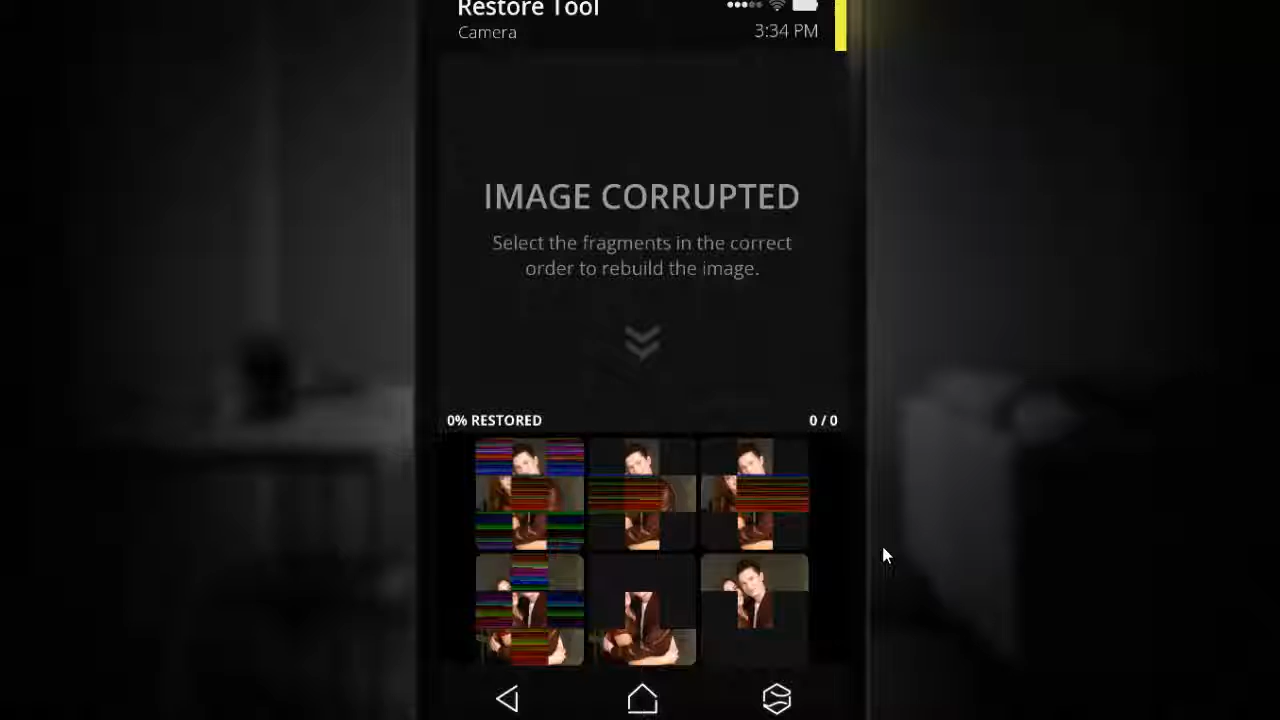 Restore Tool
Camera
3:34 PM
IMAGE CORRUPTED
Select the fragments in the correct
order to rebuild the image.
0% RESTORED
0 / 0